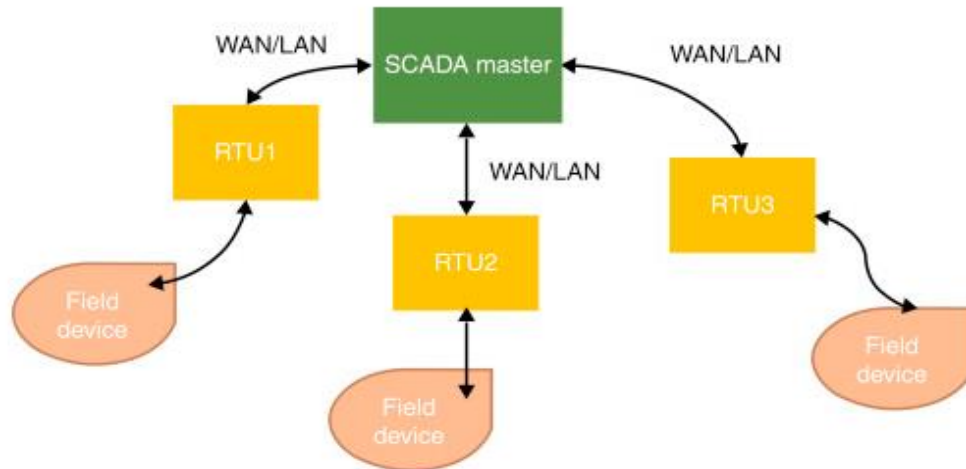 WAN/LAN
SCADA master
WAN/LAN
RTU1
WAN/LAN
RTU3
RTU2
Field
device
Field
device
Field
device